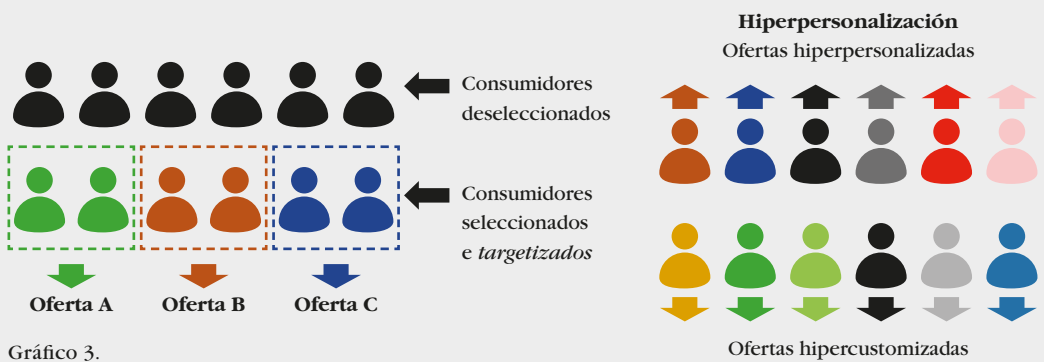 Consumidores
deseleccionados
Consumidores
seleccionados
e targetizados
Oferta A
Oferta B
Oferta C
Gráfico 3.
Hiperpersonalización
Ofertas hiperpersonalizadas
Ofertas hipercustomizadas